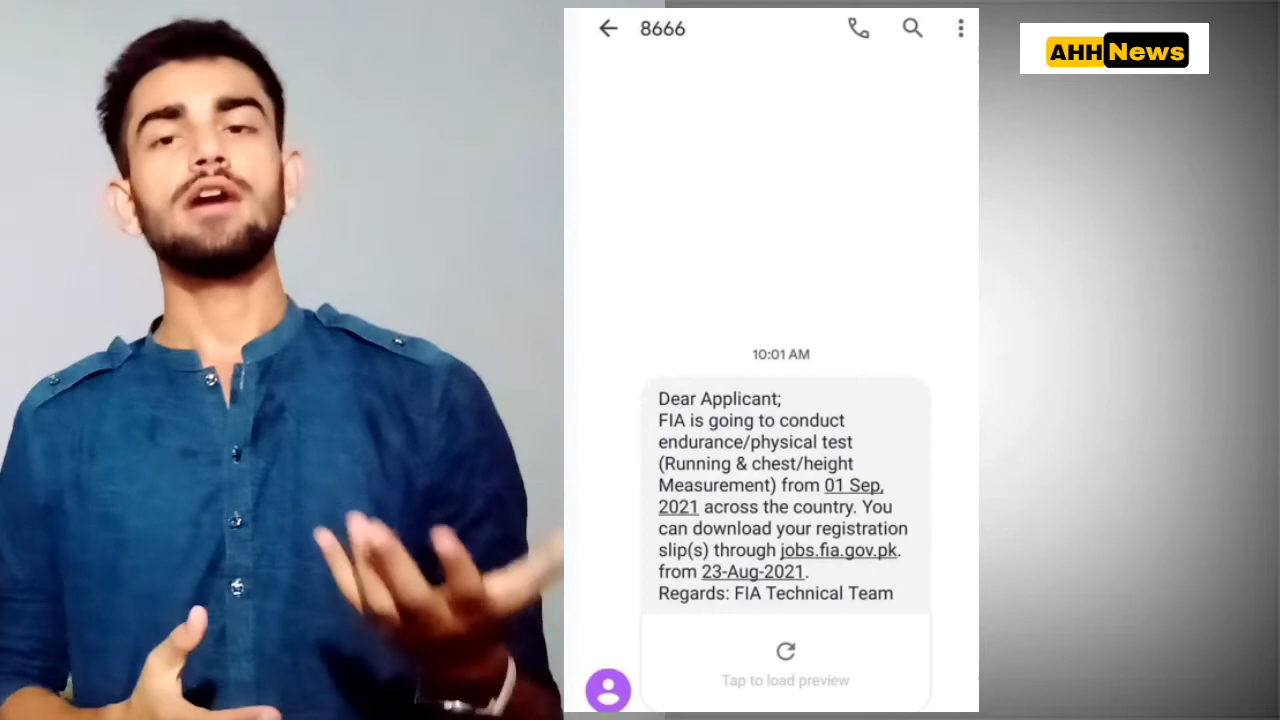 8666
AHH News
10:01 AM
Dear Applicant;
FIA is going to conduct
endurance/physical test
(Running & chest/height
Measurement) from 01 Sep,
2021 across the country. You
can download your registration
slip(s) through jobs.fia.gov.pk.
from 23-Aug-2021.
Regards: FIA Technical Team
Tap to load preview